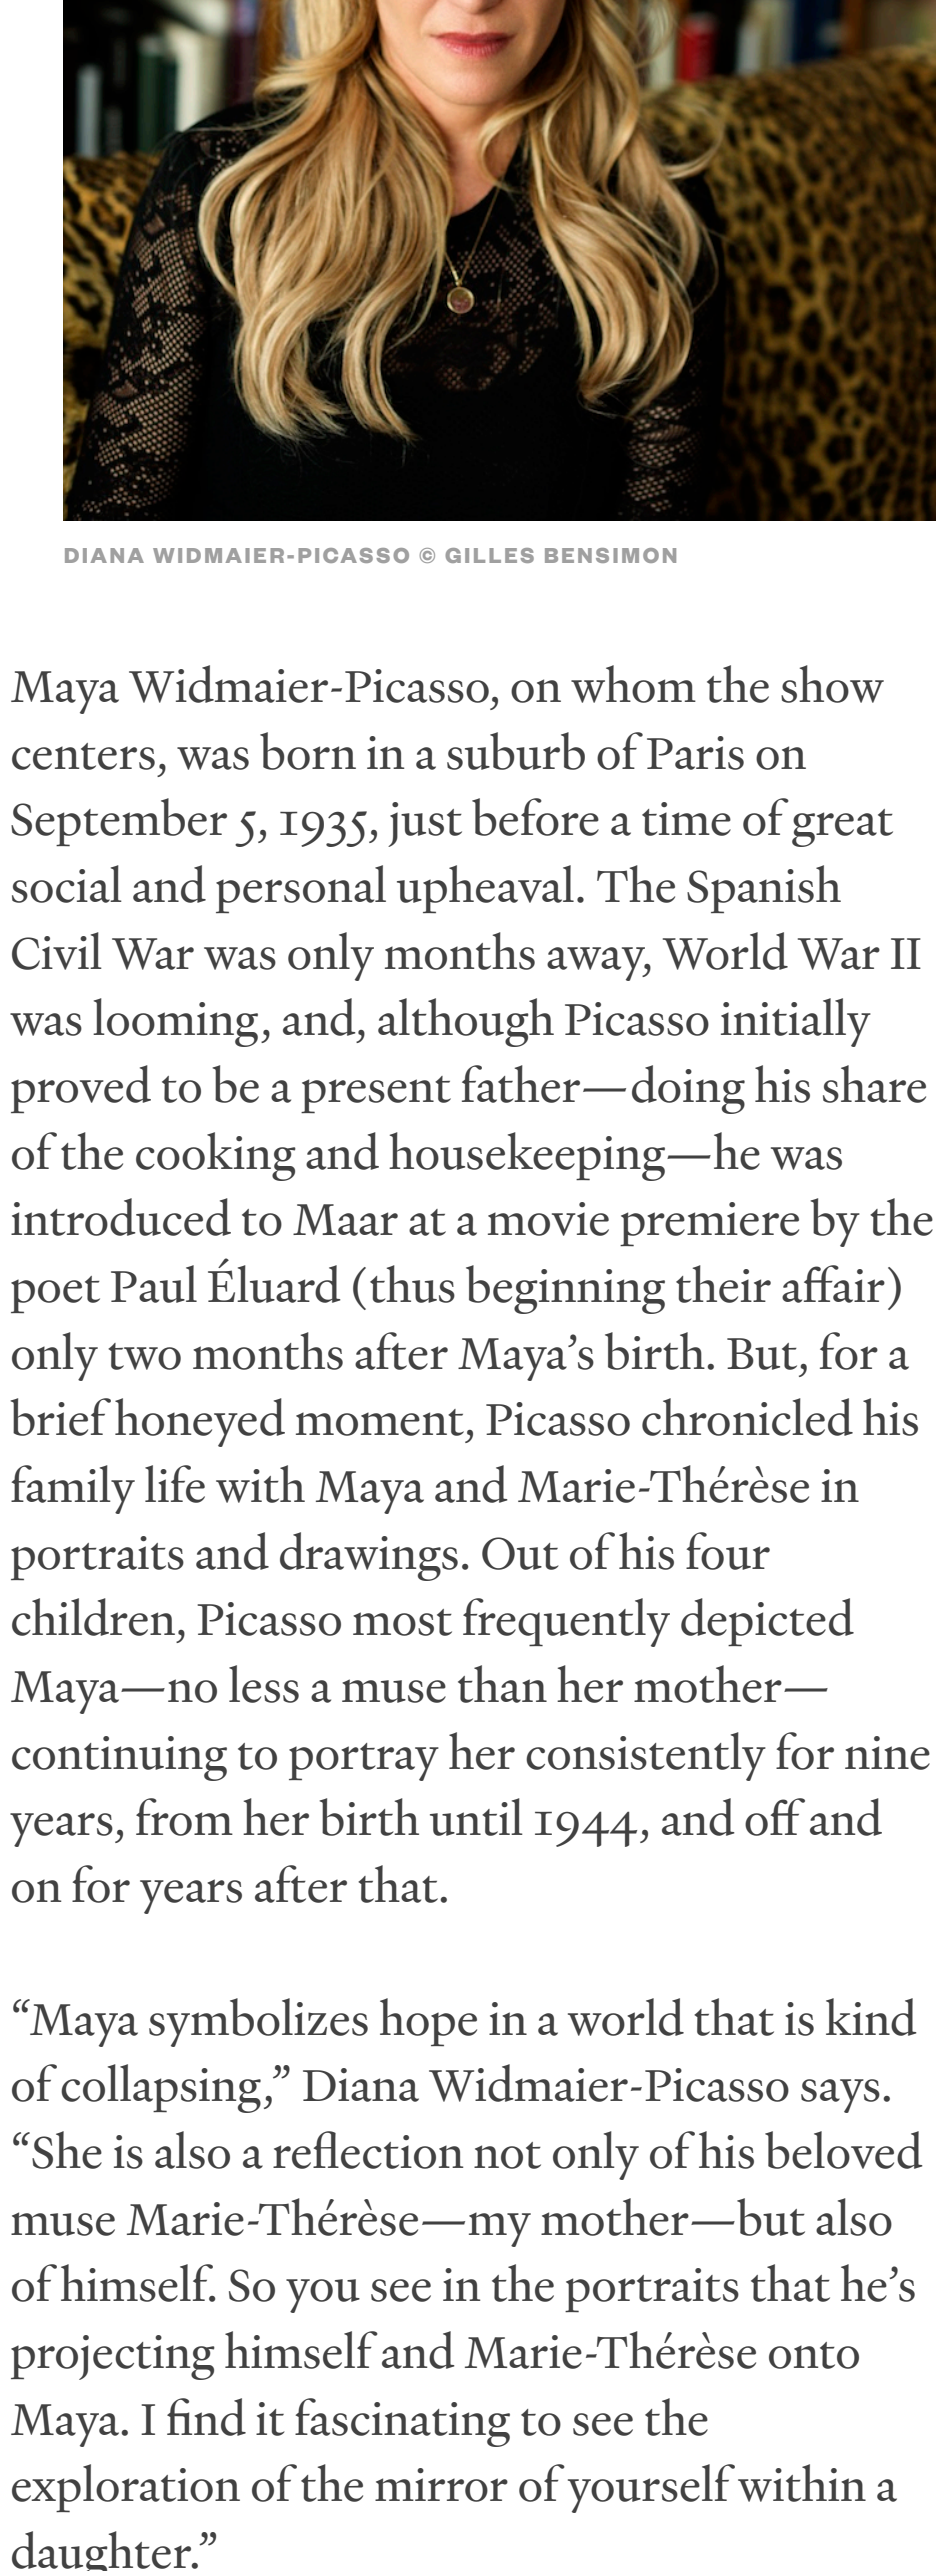 DIANA WIDMAIER-PICASSO © GILLES BENSIMON
Maya Widmaier-Picasso, on whom the show
centers, was born in a suburb of Paris on
September 5, 1935, just before a time of great
social and personal upheaval. The Spanish
Civil War was only months away, World War II
was looming, and, although Picasso initially
proved to be a present father—doing his share
of the cooking and housekeeping—he was
introduced to Maar at a movie premiere by the
poet Paul Éluard (thus beginning their affair)
only two months after Maya’s birth. But, for a
brief honeyed moment, Picasso chronicled his
family life with Maya and Marie-Thérèse in
portraits and drawings. Out of his four
children, Picasso most frequently depicted
Maya—no less a muse than her mother—
continuing to portray her consistently for nine
years, from her birth until 1944, and off and
on for years after that.
“Maya symbolizes hope in a world that is kind
of collapsing,” Diana Widmaier-Picasso says.
“She is also a reflection not only of his beloved
muse Marie-Thérèse—my mother—but also
of himself. So you see in the portraits that he’s
projecting himself and Marie-Thérèse onto
Maya. I find it fascinating to see the
exploration of the mirror of yourself within a
daughter.”